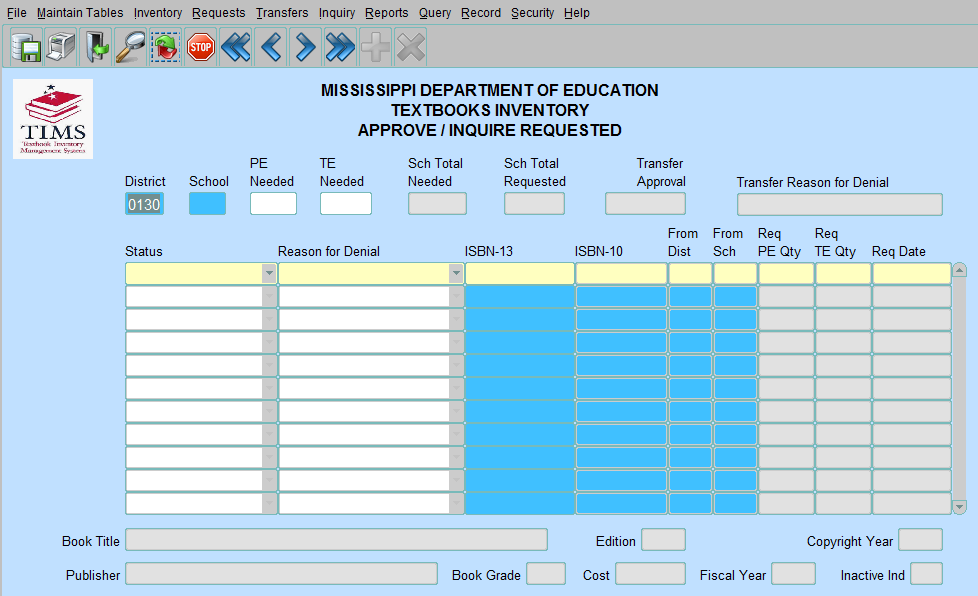 File Maintain Tables Inventory Requests Transfers Inquiry Reports Query Record Security Help
STOP
MISSISSIPPI DEPARTMENT OF EDUCATION
TEXTBOOKS INVENTORY
APPROVE / INQUIRE REQUESTED
TIMS
Textbook Inventory
Management System
PE TE Sch Total Sch Total Transfer
District School Needed Needed Needed Requested Approval Transfer Reason for Denial
0130
From From Req Req
Status Reason for Denial ISBN-13 ISBN-10 Dist Sch PE Qty TE Qty Req Date
Book Title Edition Copyright Year
Publisher Book Grade Cost Fiscal Year Inactive Ind